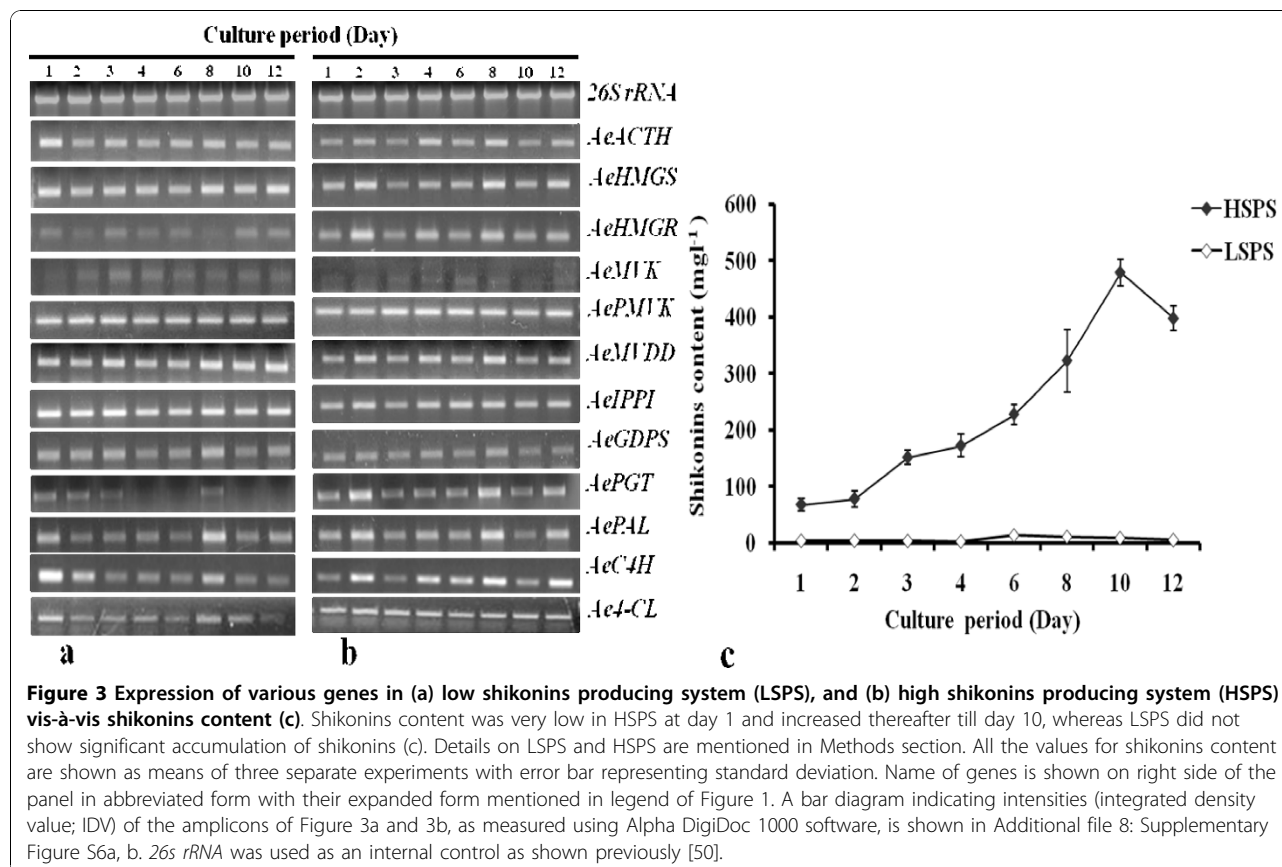 Culture period (Day)
1 2 3 4 6 8 10 12
1 2 3 4 6 8 10 12
26S rRNA
AeACTH
AeHMGS
AeHMGR
AeMVK
AePMVK
AeMVDD
AeIPPI
AeGDPS
AePGT
AePAL
AeC4H
Ae4-CL
a
b
Shikonins content (mgl⁻¹)
600
500
400
300
200
100
0
HSPS
LSPS
1 2 3 4 6 8 10 12
Culture period (Day)
c
Figure 3 Expression of various genes in (a) low shikonins producing system (LSPS), and (b) high shikonins producing system (HSPS)
vis-à-vis shikonins content (c). Shikonins content was very low in HSPS at day 1 and increased thereafter till day 10, whereas LSPS did not
show significant accumulation of shikonins (c). Details on LSPS and HSPS are mentioned in Methods section. All the values for shikonins content
are shown as means of three separate experiments with error bar representing standard deviation. Name of genes is shown on right side of the
panel in abbreviated form with their expanded form mentioned in legend of Figure 1. A bar diagram indicating intensities (integrated density
value; IDV) of the amplicons of Figure 3a and 3b, as measured using Alpha DigiDoc 1000 software, is shown in Additional file 8: Supplementary
Figure S6a, b. 26s rRNA was used as an internal control as shown previously [50].